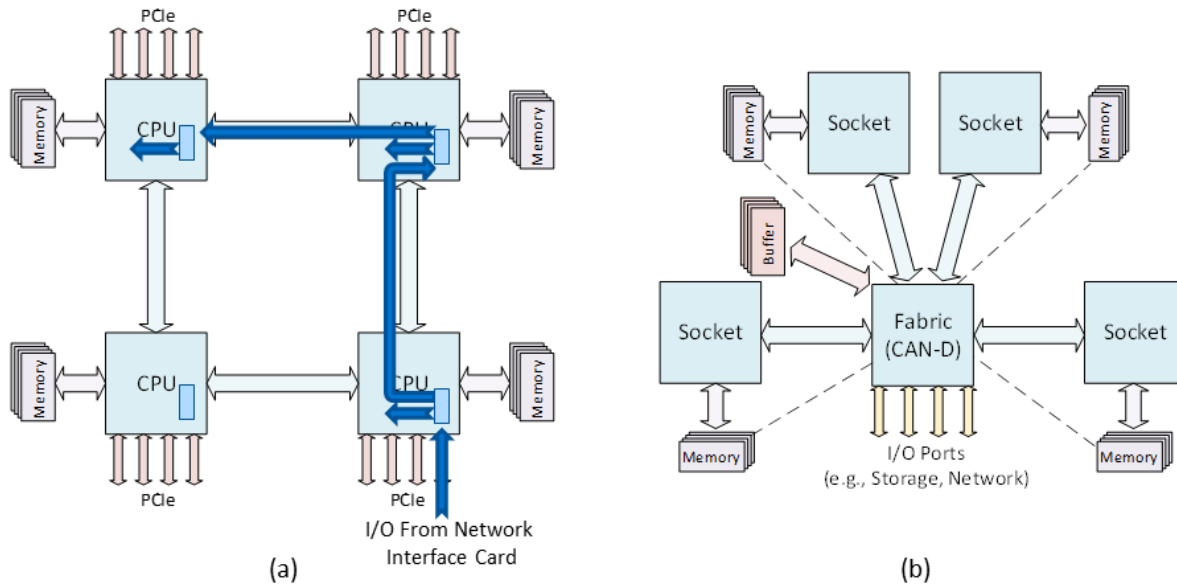 PCIe
PCIe
Memory
CPU
CPU
Memory
Memory
CPU
CPU
Memory
PCIe
PCIe
I/O From Network
Interface Card
(a)
Memory
Socket
Socket
Memory
Buffer
Socket
Fabric
(CAN-D)
Socket
Memory
Memory
I/O Ports
(e.g., Storage, Network)
(b)